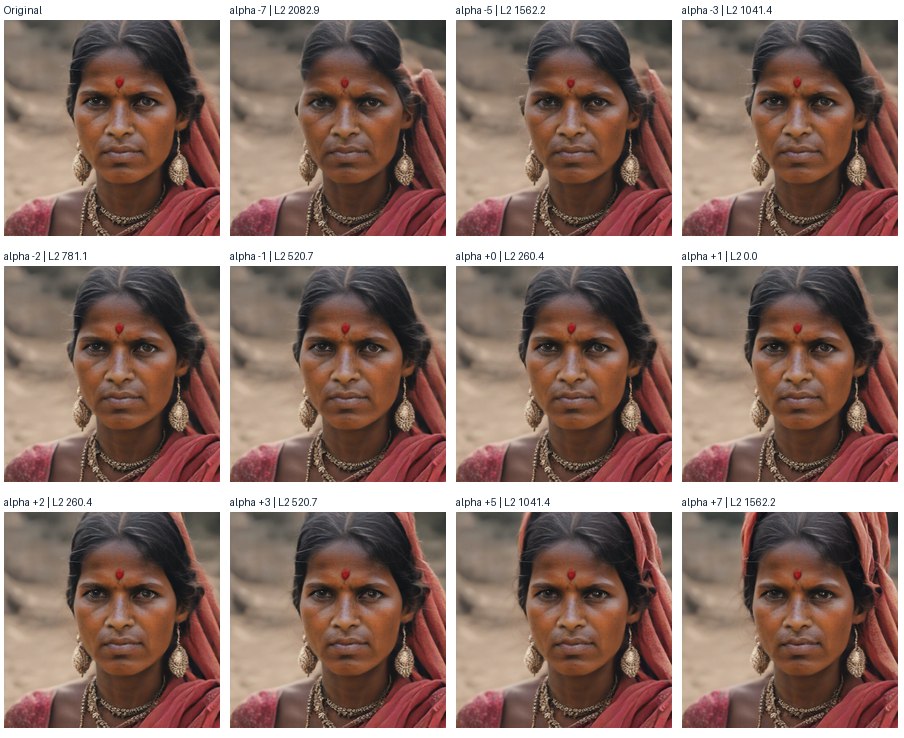 Original
alpha -7 | L2 2082.9
alpha -5 | L2 1562.2
alpha -3 | L2 1041.4
alpha -2 | L2 781.1
alpha -1 | L2 520.7
alpha +0 | L2 260.4
alpha +1 | L2 0.0
alpha +2 | L2 260.4
alpha +3 | L2 520.7
alpha +5 | L2 1041.4
alpha +7 | L2 1562.2